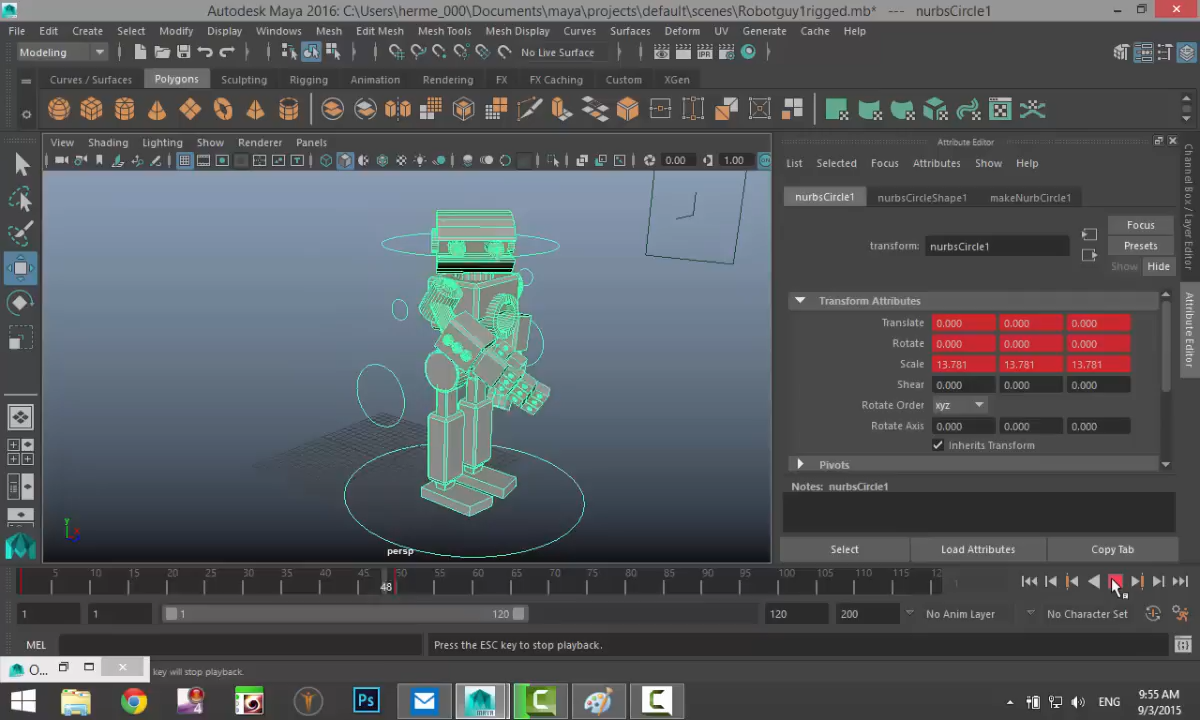 Autodesk Maya 2016: C:\Users\herme_000\Documents\maya\projects\default\scenes\Robotguy1rigged.mb* --- nurbsCircle1
File Edit Create Select Modify Display Windows Mesh Edit Mesh Mesh Tools Mesh Display Curves Surfaces Deform UV Generate Cache Help
Modeling No Live Surface
Curves / Surfaces Polygons Sculpting Rigging Animation Rendering FX FX Caching Custom XGen
View Shading Lighting Show Renderer Panels
0.00 1.00
Attribute Editor
List Selected Focus Attributes Show Help
nurbsCircle1 nurbsCircleShape1 makeNurbCircle1
Focus
transform: nurbsCircle1
Presets
Show Hide
Transform Attributes
Translate 0.000 0.000 0.000
Rotate 0.000 0.000 0.000
Scale 13.781 13.781 13.781
Shear 0.000 0.000 0.000
Rotate Order xyz
Rotate Axis 0.000 0.000 0.000
Inherits Transform
Pivots
Notes: nurbsCircle1
Select Load Attributes Copy Tab
Channel Box / Layer Editor
Attribute Editor
y
x
persp
5 10 15 20 25 30 35 40 45 50 55 60 65 70 75 80 85 90 95 100 105 110 115 12
48
1 1 1 120 120 200 No Anim Layer No Character Set
MEL Press the ESC key to stop playback.
O... key will stop playback.
4
Ps
MAYA
C
C
ENG
9:55 AM
9/3/2015